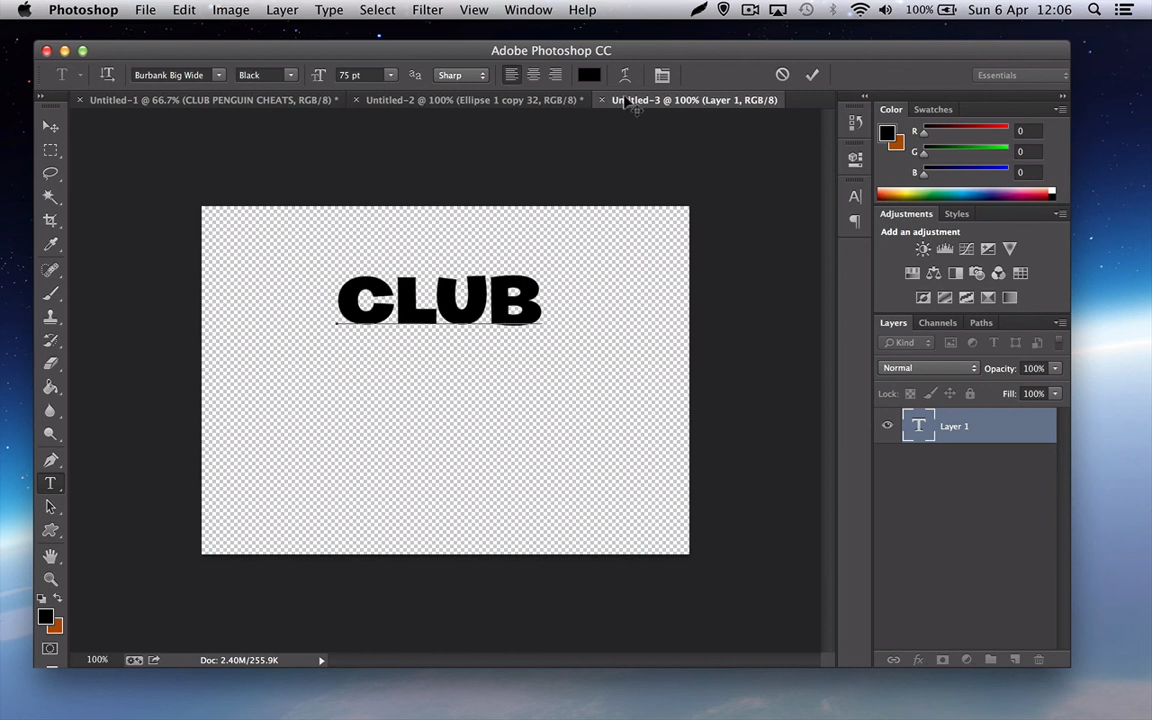 Photoshop File Edit Image Layer Type Select Filter View Window Help 100% Sun 6 Apr 12:06
Adobe Photoshop CC
T Burbank Big Wide Black 75 pt aa Sharp Essentials
× Untitled-1 @ 66.7% (CLUB PENGUIN CHEATS, RGB/8) * × Untitled-2 @ 100% (Ellipse 1 copy 32, RGB/8) * × Untitled-3 @ 100% (Layer 1, RGB/8)
Color Swatches
R 0
G 0
B 0
Adjustments Styles
Add an adjustment
CLUB
Layers Channels Paths
Kind
Normal Opacity: 100%
Lock: Fill: 100%
T Layer 1
100% Doc: 2.40M/255.9K